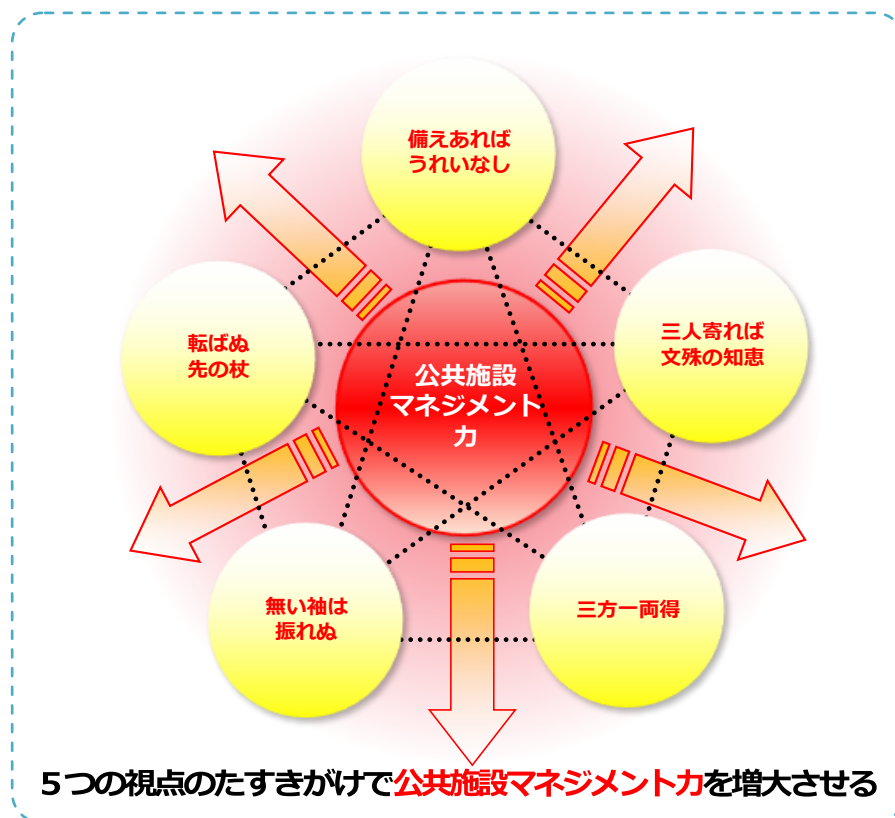 備えあれば
うれいなし
三人寄れば
文殊の知恵
転ばぬ
先の杖
公共施設
マネジメント
力
無い袖は
振れぬ
三方一両得
５つの視点のたすきがけで公共施設マネジメント力を増大させる